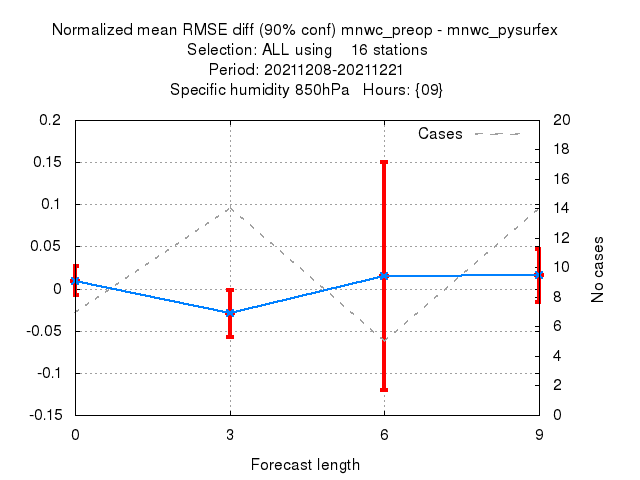 Normalized mean RMSE diff (90% conf) mnwc_preop - mnwc_pysurfex
Selection: ALL using 16 stations
Period: 20211208-20211221
Specific humidity 850hPa Hours: {09}
Cases
0.2
0.15
0.1
0.05
0
-0.05
-0.1
-0.15
20
18
16
14
12
10
8
6
4
2
0
No cases
0 3 6 9
Forecast length